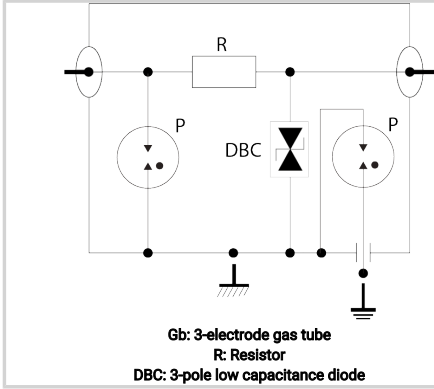 R
P
DBC
P
Gb: 3-electrode gas tube
R: Resistor
DBC: 3-pole low capacitance diode